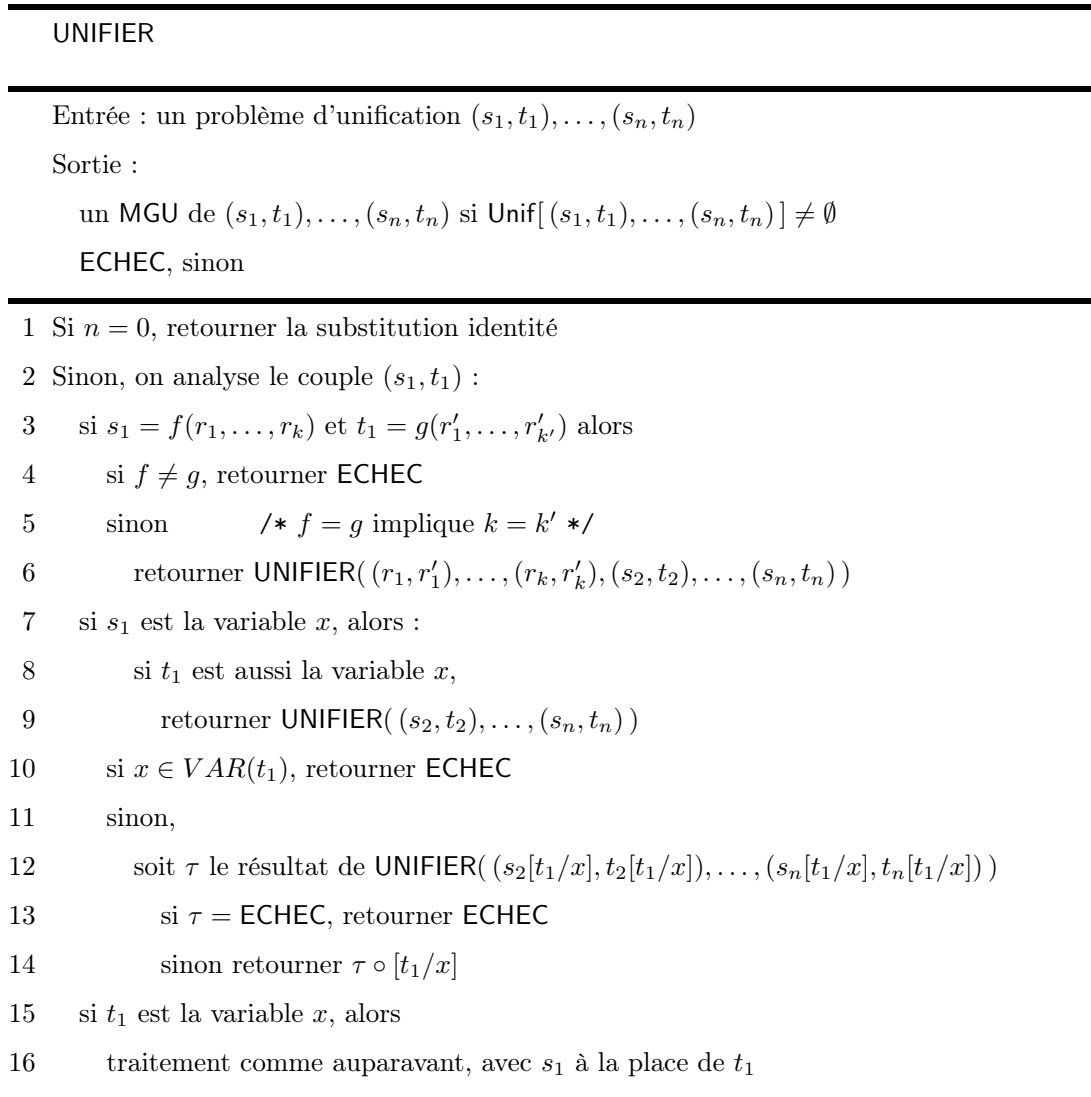 UNIFIER
Entrée : un problème d'unification (s₁, t₁), . . . , (sₙ, tₙ)
Sortie :
un MGU de (s₁, t₁), . . . , (sₙ, tₙ) si Unif[ (s₁, t₁), . . . , (sₙ, tₙ) ] ≠ ∅
ECHEC, sinon
1 Si n = 0, retourner la substitution identité
2 Sinon, on analyse le couple (s₁, t₁) :
3 si s₁ = f(r₁, . . . , rₖ) et t₁ = g(r′₁, . . . , r′ₖ′) alors
4 si f ≠ g, retourner ECHEC
5 sinon /* f = g implique k = k′ */
6 retourner UNIFIER( (r₁, r′₁), . . . , (rₖ, r′ₖ), (s₂, t₂), . . . , (sₙ, tₙ) )
7 si s₁ est la variable x, alors :
8 si t₁ est aussi la variable x,
9 retourner UNIFIER( (s₂, t₂), . . . , (sₙ, tₙ) )
10 si x ∈ VAR(t₁), retourner ECHEC
11 sinon,
12 soit τ le résultat de UNIFIER( (s₂[t₁/x], t₂[t₁/x]), . . . , (sₙ[t₁/x], tₙ[t₁/x]) )
13 si τ = ECHEC, retourner ECHEC
14 sinon retourner τ ∘ [t₁/x]
15 si t₁ est la variable x, alors
16 traitement comme auparavant, avec s₁ à la place de t₁